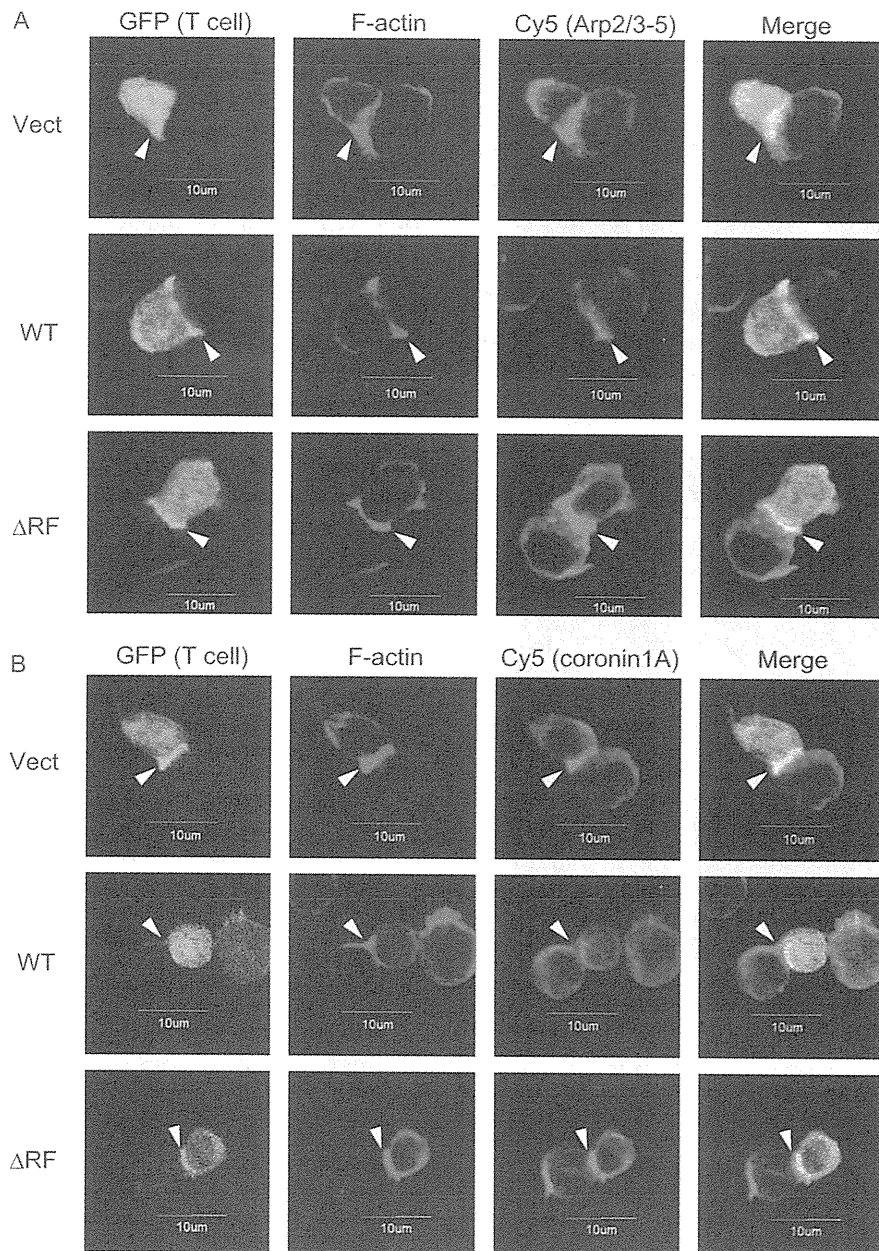 A
GFP (T cell) F-actin Cy5 (Arp2/3-5) Merge
Vect
10um 10um 10um 10um
WT
10um 10um 10um 10um
ΔRF
10um 10um 10um 10um
B
GFP (T cell) F-actin Cy5 (coronin1A) Merge
Vect
10um 10um 10um 10um
WT
10um 10um 10um 10um
ΔRF
10um 10um 10um 10um